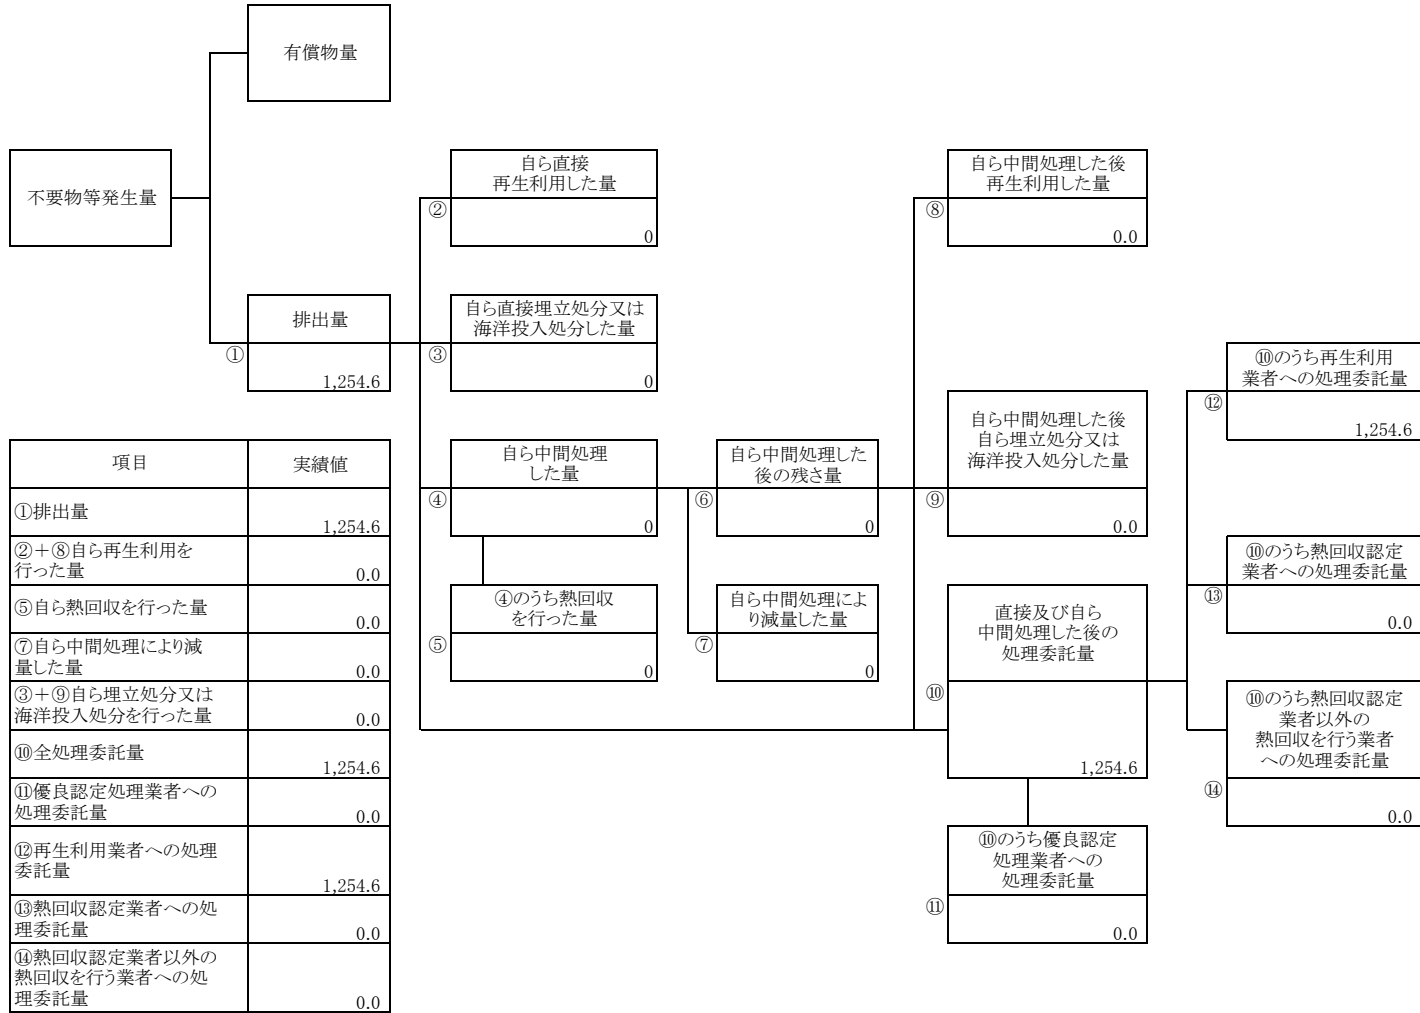 有償物量
不要物等発生量
自ら直接
再生利用した量
②
0
自ら中間処理した後
再生利用した量
⑧
0.0
排出量
①
1,254.6
自ら直接埋立処分又は
海洋投入処分した量
③
0
⑩のうち再生利用
業者への処理委託量
⑫
1,254.6
自ら中間処理
した量
④
0
自ら中間処理した
後の残さ量
⑥
0
自ら中間処理した後
自ら埋立処分又は
海洋投入処分した量
⑨
0.0
⑩のうち熱回収認定
業者への処理委託量
⑬
0.0
④のうち熱回収
を行った量
⑤
0
自ら中間処理によ
り減量した量
⑦
0
直接及び自ら
中間処理した後の
処理委託量
⑩
1,254.6
⑩のうち熱回収認定
業者以外の
熱回収を行う業者
への処理委託量
⑭
0.0
⑩のうち優良認定
処理業者への
処理委託量
⑪
0.0
項目
実績値
①排出量
1,254.6
②＋⑧自ら再生利用を
行った量
0.0
⑤自ら熱回収を行った量
0.0
⑦自ら中間処理により減
量した量
0.0
③＋⑨自ら埋立処分又は
海洋投入処分を行った量
0.0
⑩全処理委託量
1,254.6
⑪優良認定処理業者への
処理委託量
0.0
⑫再生利用業者への処理
委託量
1,254.6
⑬熱回収認定業者への処
理委託量
0.0
⑭熱回収認定業者以外の
熱回収を行う業者への処
理委託量
0.0